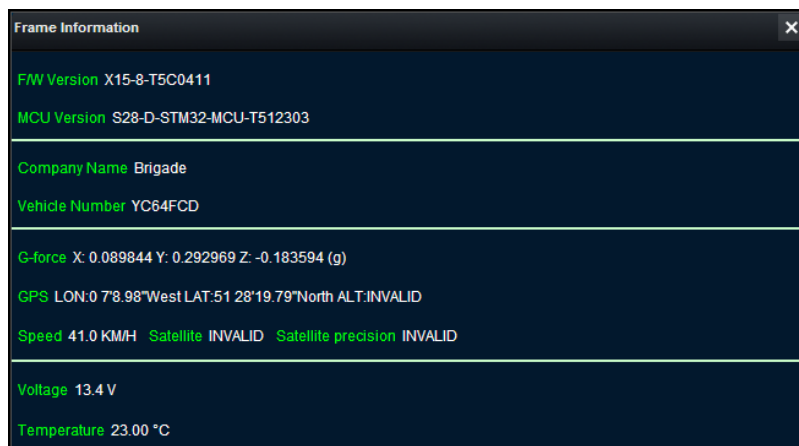 Frame Information
F/W Version X15-8-T5C0411
MCU Version S28-D-STM32-MCU-T512303
Company Name Brigade
Vehicle Number YC64FCD
G-force X: 0.089844 Y: 0.292969 Z: -0.183594 (g)
GPS LON:0 7'8.98"West LAT:51 28'19.79"North ALT:INVALID
Speed 41.0 KM/H Satellite INVALID Satellite precision INVALID
Voltage 13.4 V
Temperature 23.00 °C